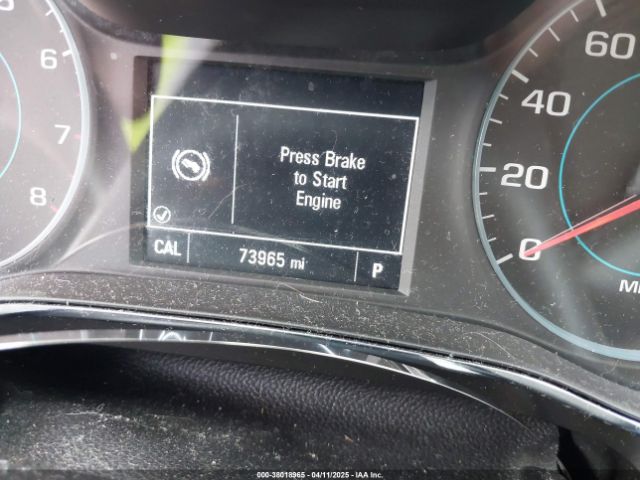 6
7
8
Press Brake
to Start
Engine
CAL
73965 mi
P
60
40
20
0
000-38018965 - 04/11/2025 - IAA Inc.